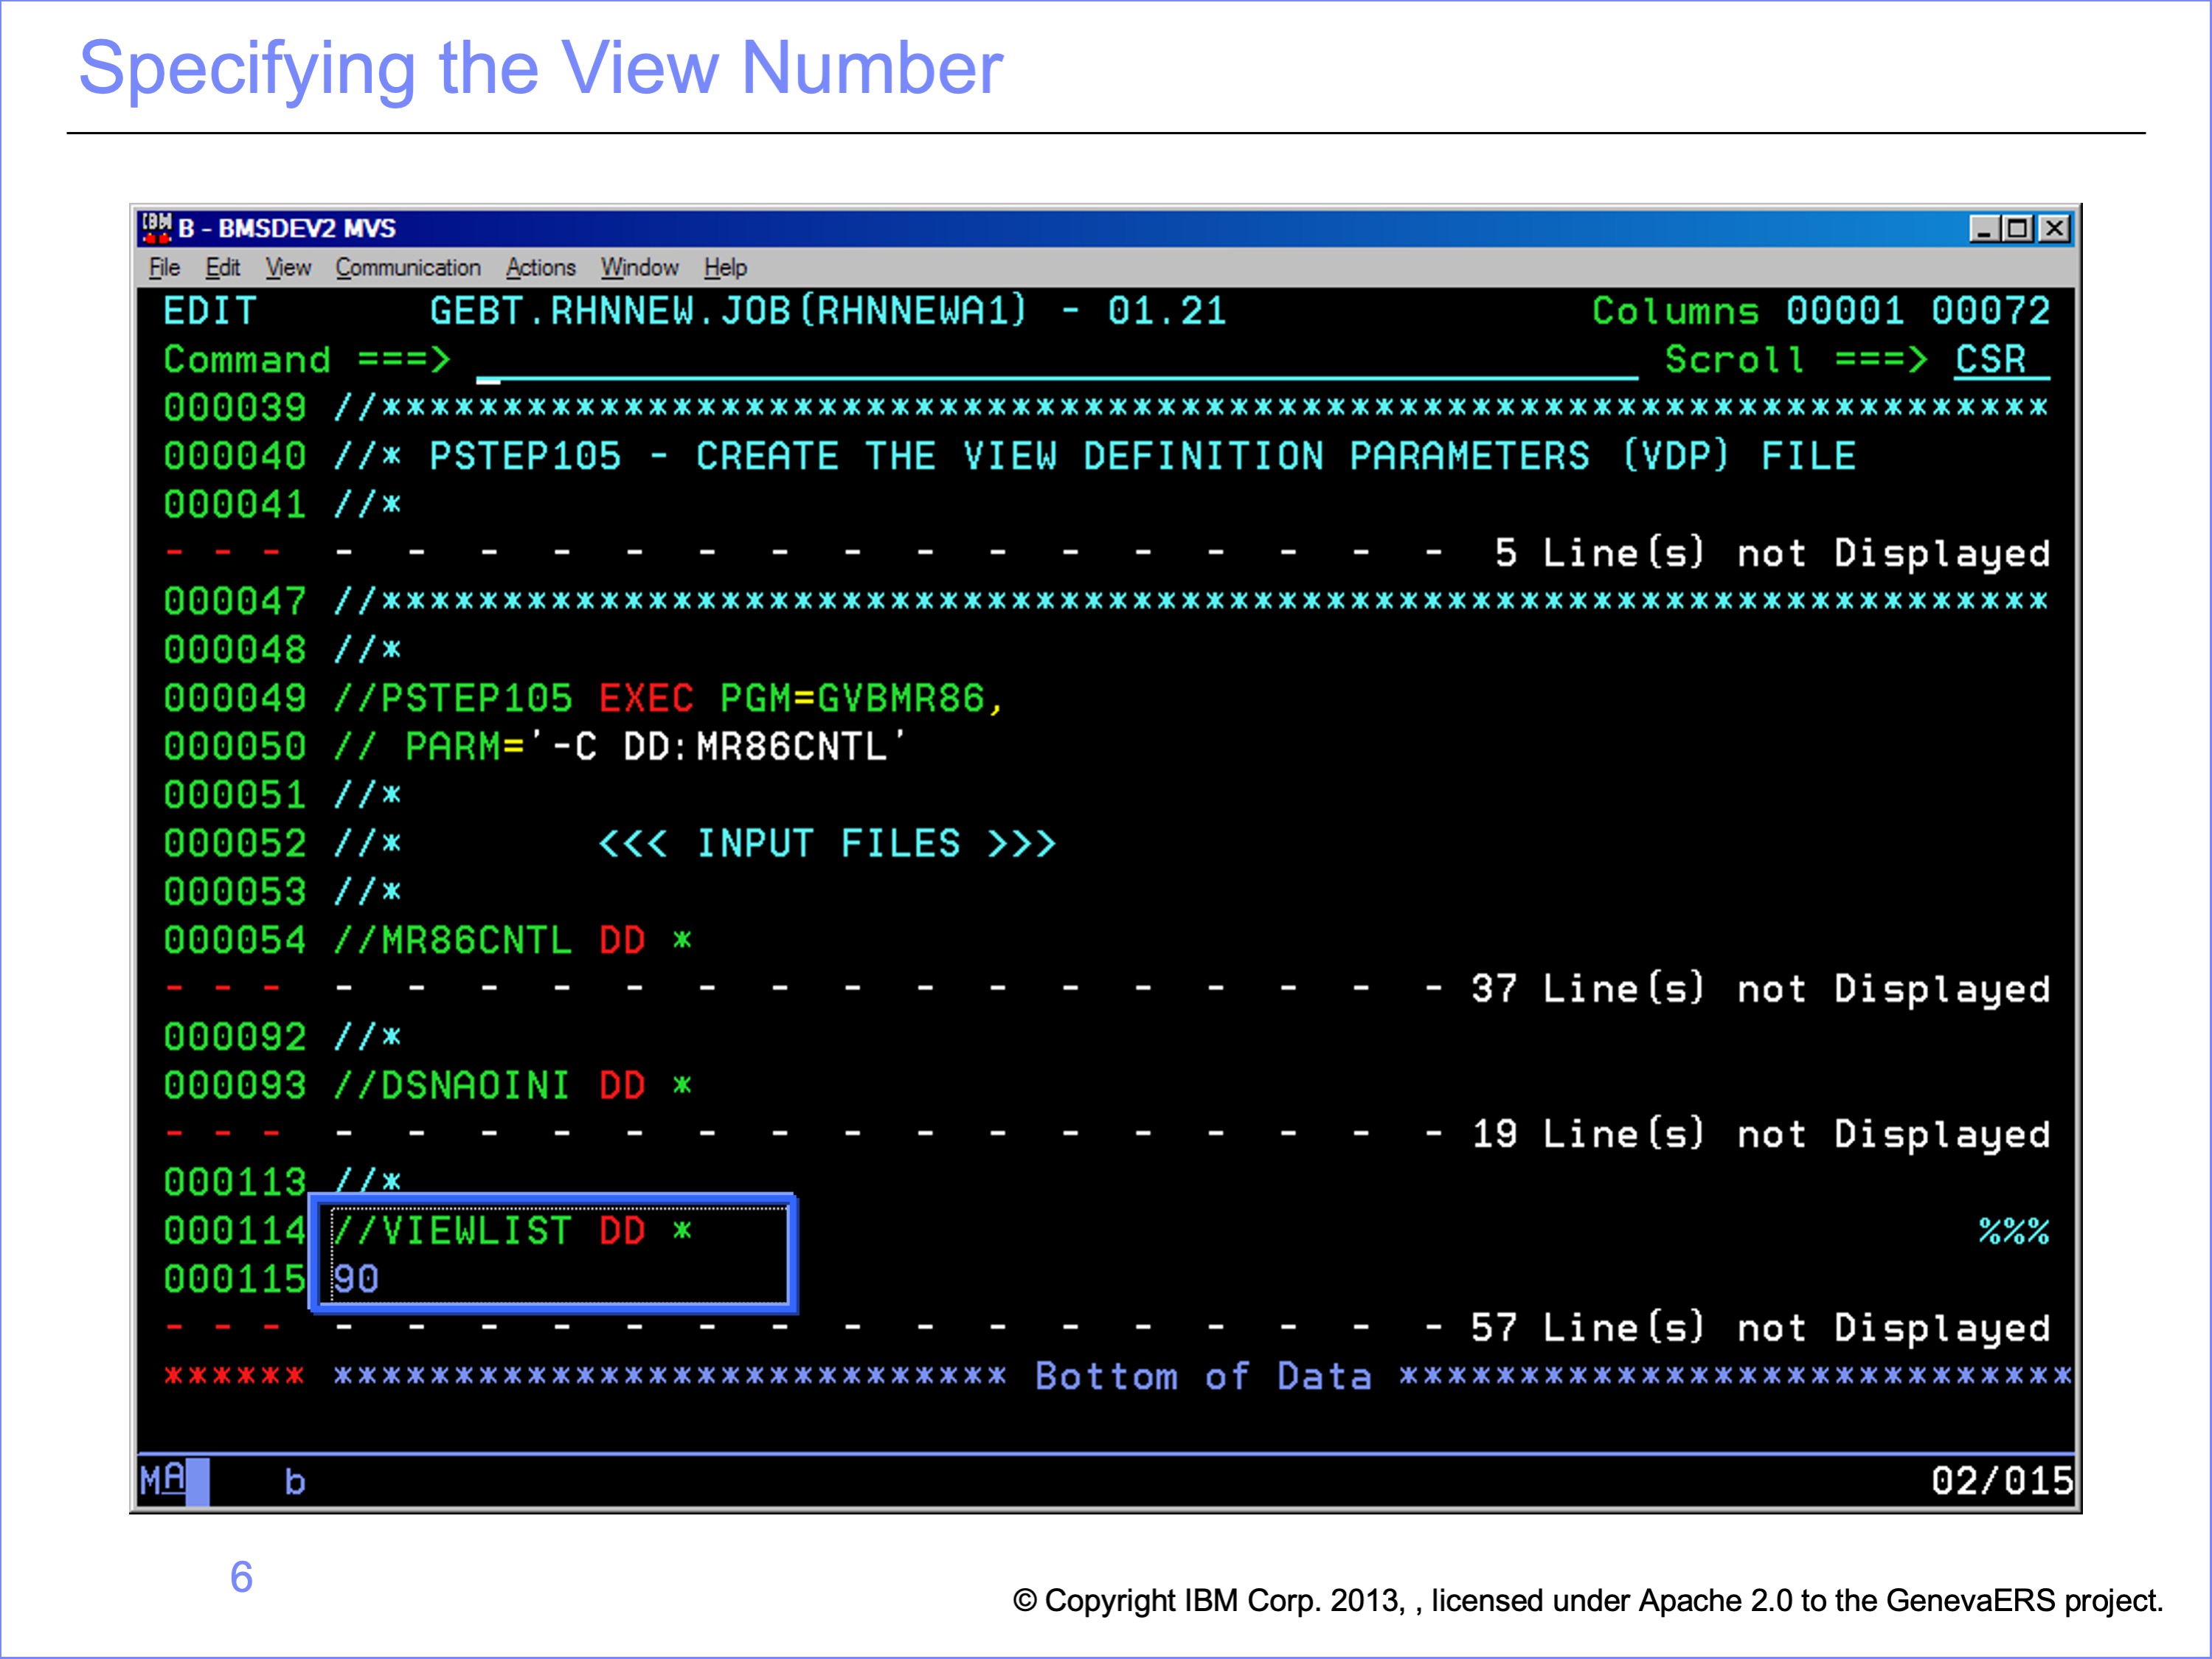 Specifying the View Number
IBM B - BMSDEV2 MVS
File Edit View Communication Actions Window Help
EDIT GEBT.RHNNEW.JOB(RHNNEWA1) - 01.21 Columns 00001 00072
Command ===> Scroll ===> CSR
000039 //*********************************************************************
000040 //* PSTEP105 - CREATE THE VIEW DEFINITION PARAMETERS (VDP) FILE
000041 //*
- - - - - - - - - - - - - - - - - - - 5 Line(s) not Displayed
000047 //*********************************************************************
000048 //*
000049 //PSTEP105 EXEC PGM=GVBMR86,
000050 // PARM='-C DD:MR86CNTL'
000051 //*
000052 //* <<< INPUT FILES >>>
000053 //*
000054 //MR86CNTL DD *
- - - - - - - - - - - - - - - - - - - 37 Line(s) not Displayed
000092 //*
000093 //DSNAOINI DD *
- - - - - - - - - - - - - - - - - - - 19 Line(s) not Displayed
000113 //*
000114 //VIEWLIST DD * %%%
000115 90
- - - - - - - - - - - - - - - - - - - 57 Line(s) not Displayed
****** **************************** Bottom of Data ****************************
MA b 02/015
6
© Copyright IBM Corp. 2013, , licensed under Apache 2.0 to the GenevaERS project.